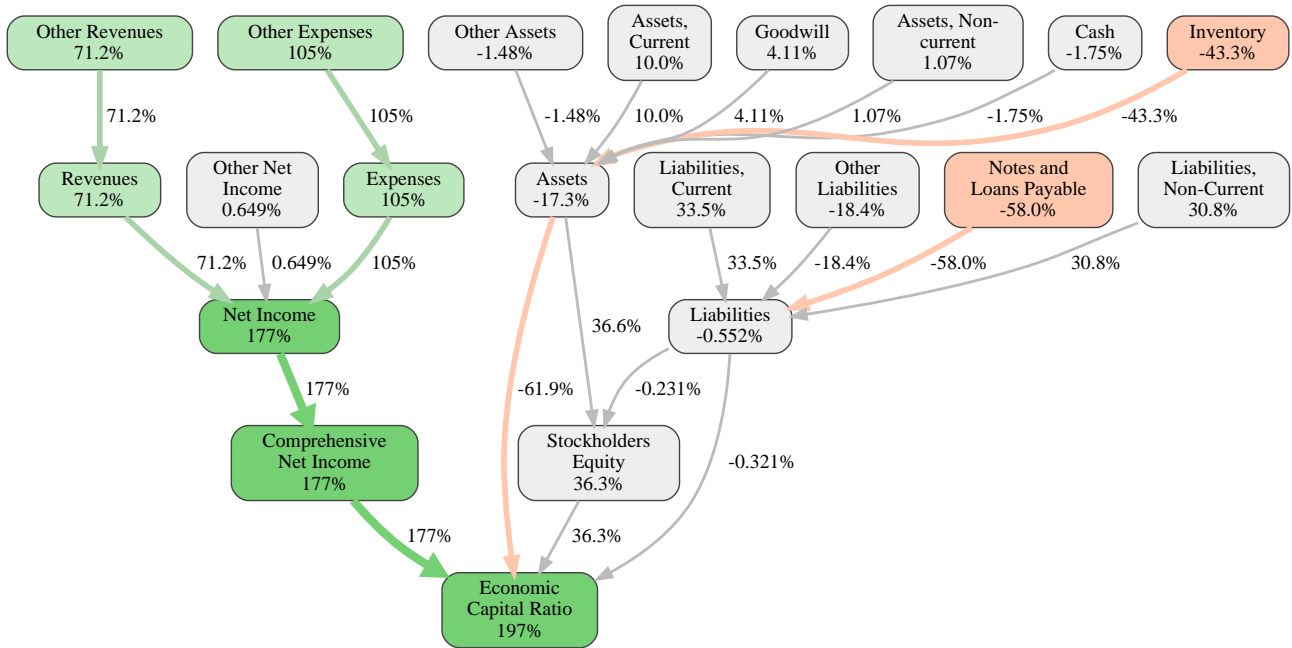 Other Revenues
71.2%
Other Expenses
105%
Other Assets
-1.48%
Assets,
Current
10.0%
Goodwill
4.11%
Assets, Non-
current
1.07%
Cash
-1.75%
Inventory
-43.3%
71.2%
105%
-1.48%
10.0%
4.11%
1.07%
-1.75%
-43.3%
Revenues
71.2%
Other Net
Income
0.649%
Expenses
105%
Assets
-17.3%
Liabilities,
Current
33.5%
Other
Liabilities
-18.4%
Notes and
Loans Payable
-58.0%
Liabilities,
Non-Current
30.8%
71.2%
0.649%
105%
33.5%
-18.4%
-58.0%
30.8%
Net Income
177%
36.6%
Liabilities
-0.552%
177%
-61.9%
-0.231%
Comprehensive
Net Income
177%
Stockholders
Equity
36.3%
-0.321%
177%
36.3%
Economic
Capital Ratio
197%